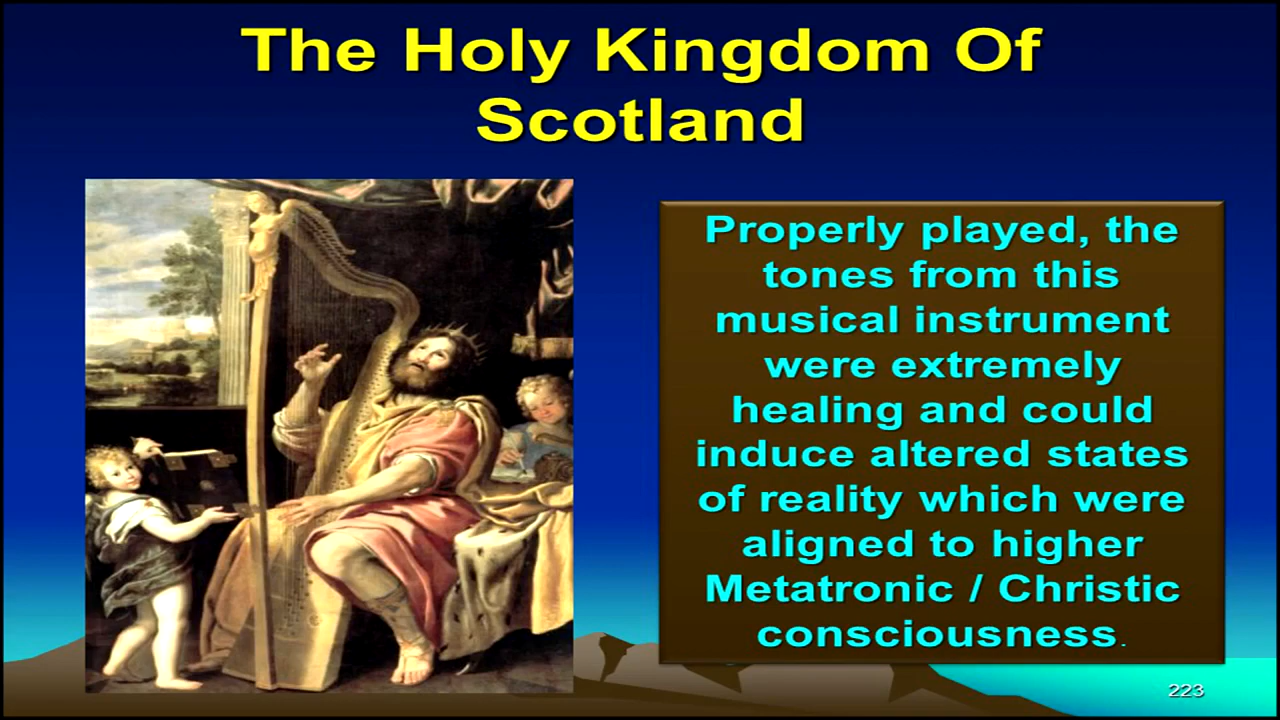 The Holy Kingdom Of
Scotland
Properly played, the
tones from this
musical instrument
were extremely
healing and could
induce altered states
of reality which were
aligned to higher
Metatronic / Christic
consciousness.
223